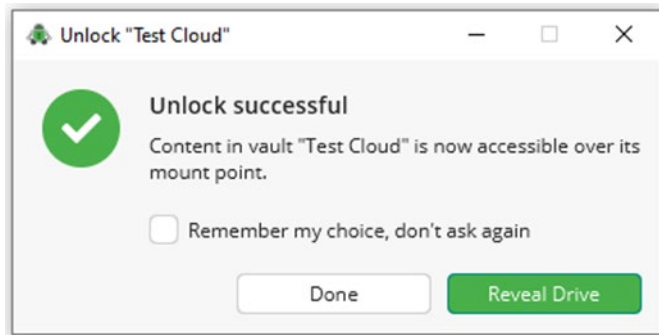 Unlock "Test Cloud"
Unlock successful
Content in vault "Test Cloud" is now accessible over its
mount point.
Remember my choice, don't ask again
Done
Reveal Drive